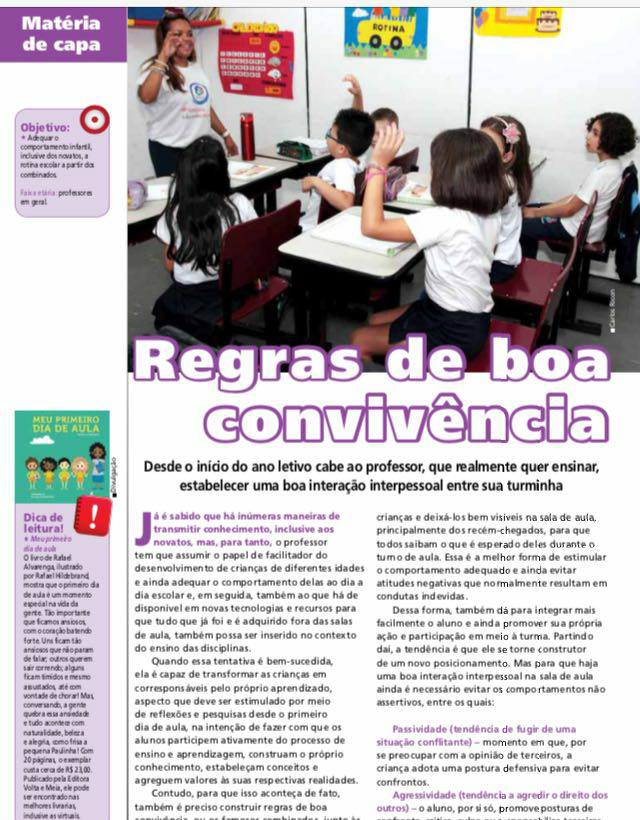 Matéria
de capa
Objetivo:
* Adequar o
comportamento infantil,
inclusive dos novatos, a
rotina escolar a partir dos
combinados.
Faixa etária: professores
em geral.
ROTINA
■ Carlos Rocon
Regras de boa
convivência
Desde o início do ano letivo cabe ao professor, que realmente quer ensinar,
estabelecer uma boa interação interpessoal entre sua turminha
MEU PRIMEIRO
DIA DE AULA
■ Divulgação
Dica de
leitura!
* Meu primeiro
dia de aula
O livro de Rafael
Alvarenga, ilustrado
por Rafael Hildebrand,
mostra que o primeiro dia
de aula é um momento
especial na vida da
gente. Tão importante
que ficamos ansiosos,
com o coração batendo
forte. Uns ficam tão
ansiosos que não param
de falar; outros querem
sair correndo; alguns
ficam tímidos e mesmo
assustados, até com
vontade de chorar! Mas,
conversando, a gente
quebra essa ansiedade
e tudo acontece com
naturalidade, beleza
e alegria, como frisa a
pequena Paulinha! Com
20 páginas, o exemplar
custa cerca de R$ 23,00.
Publicado pela Editora
Volta e Meia, ele pode
ser encontrado nas
melhores livrarias,
inclusive as virtuais.
Já é sabido que há inúmeras maneiras de
transmitir conhecimento, inclusive aos
novatos, mas, para tanto, o professor
tem que assumir o papel de facilitador do
desenvolvimento de crianças de diferentes idades
e ainda adequar o comportamento delas ao dia a
dia escolar e, em seguida, também ao que há de
disponível em novas tecnologias e recursos para
que tudo que já foi e é adquirido fora das salas
de aula, também possa ser inserido no contexto
do ensino das disciplinas.
Quando essa tentativa é bem-sucedida,
ela é capaz de transformar as crianças em
corresponsáveis pelo próprio aprendizado,
aspecto que deve ser estimulado por meio
de reflexões e pesquisas desde o primeiro
dia de aula, na intenção de fazer com que os
alunos participem ativamente do processo de
ensino e aprendizagem, construam o próprio
conhecimento, estabeleçam conceitos e
agreguem valores às suas respectivas realidades.
Contudo, para que isso aconteça de fato,
também é preciso construir regras de boa
convivência, ou os famosos combinados, junto às
crianças e deixá-los bem visíveis na sala de aula,
principalmente dos recém-chegados, para que
todos saibam o que é esperado deles durante o
turno de aula. Essa é a melhor forma de estimular
o comportamento adequado e ainda evitar
atitudes negativas que normalmente resultam em
condutas indevidas.
Dessa forma, também dá para integrar mais
facilmente o aluno e ainda promover sua própria
ação e participação em meio à turma. Partindo
daí, a tendência é que ele se torne construtor
de um novo posicionamento. Mas para que haja
uma boa interação interpessoal na sala de aula
ainda é necessário evitar os comportamentos não
assertivos, entre os quais:
Passividade (tendência de fugir de uma
situação conflitante) – momento em que, por
se preocupar com a opinião de terceiros, a
criança adota uma postura defensiva para evitar
confrontos.
Agressividade (tendência a agredir o direito dos
outros) – o aluno, por si só, promove posturas de